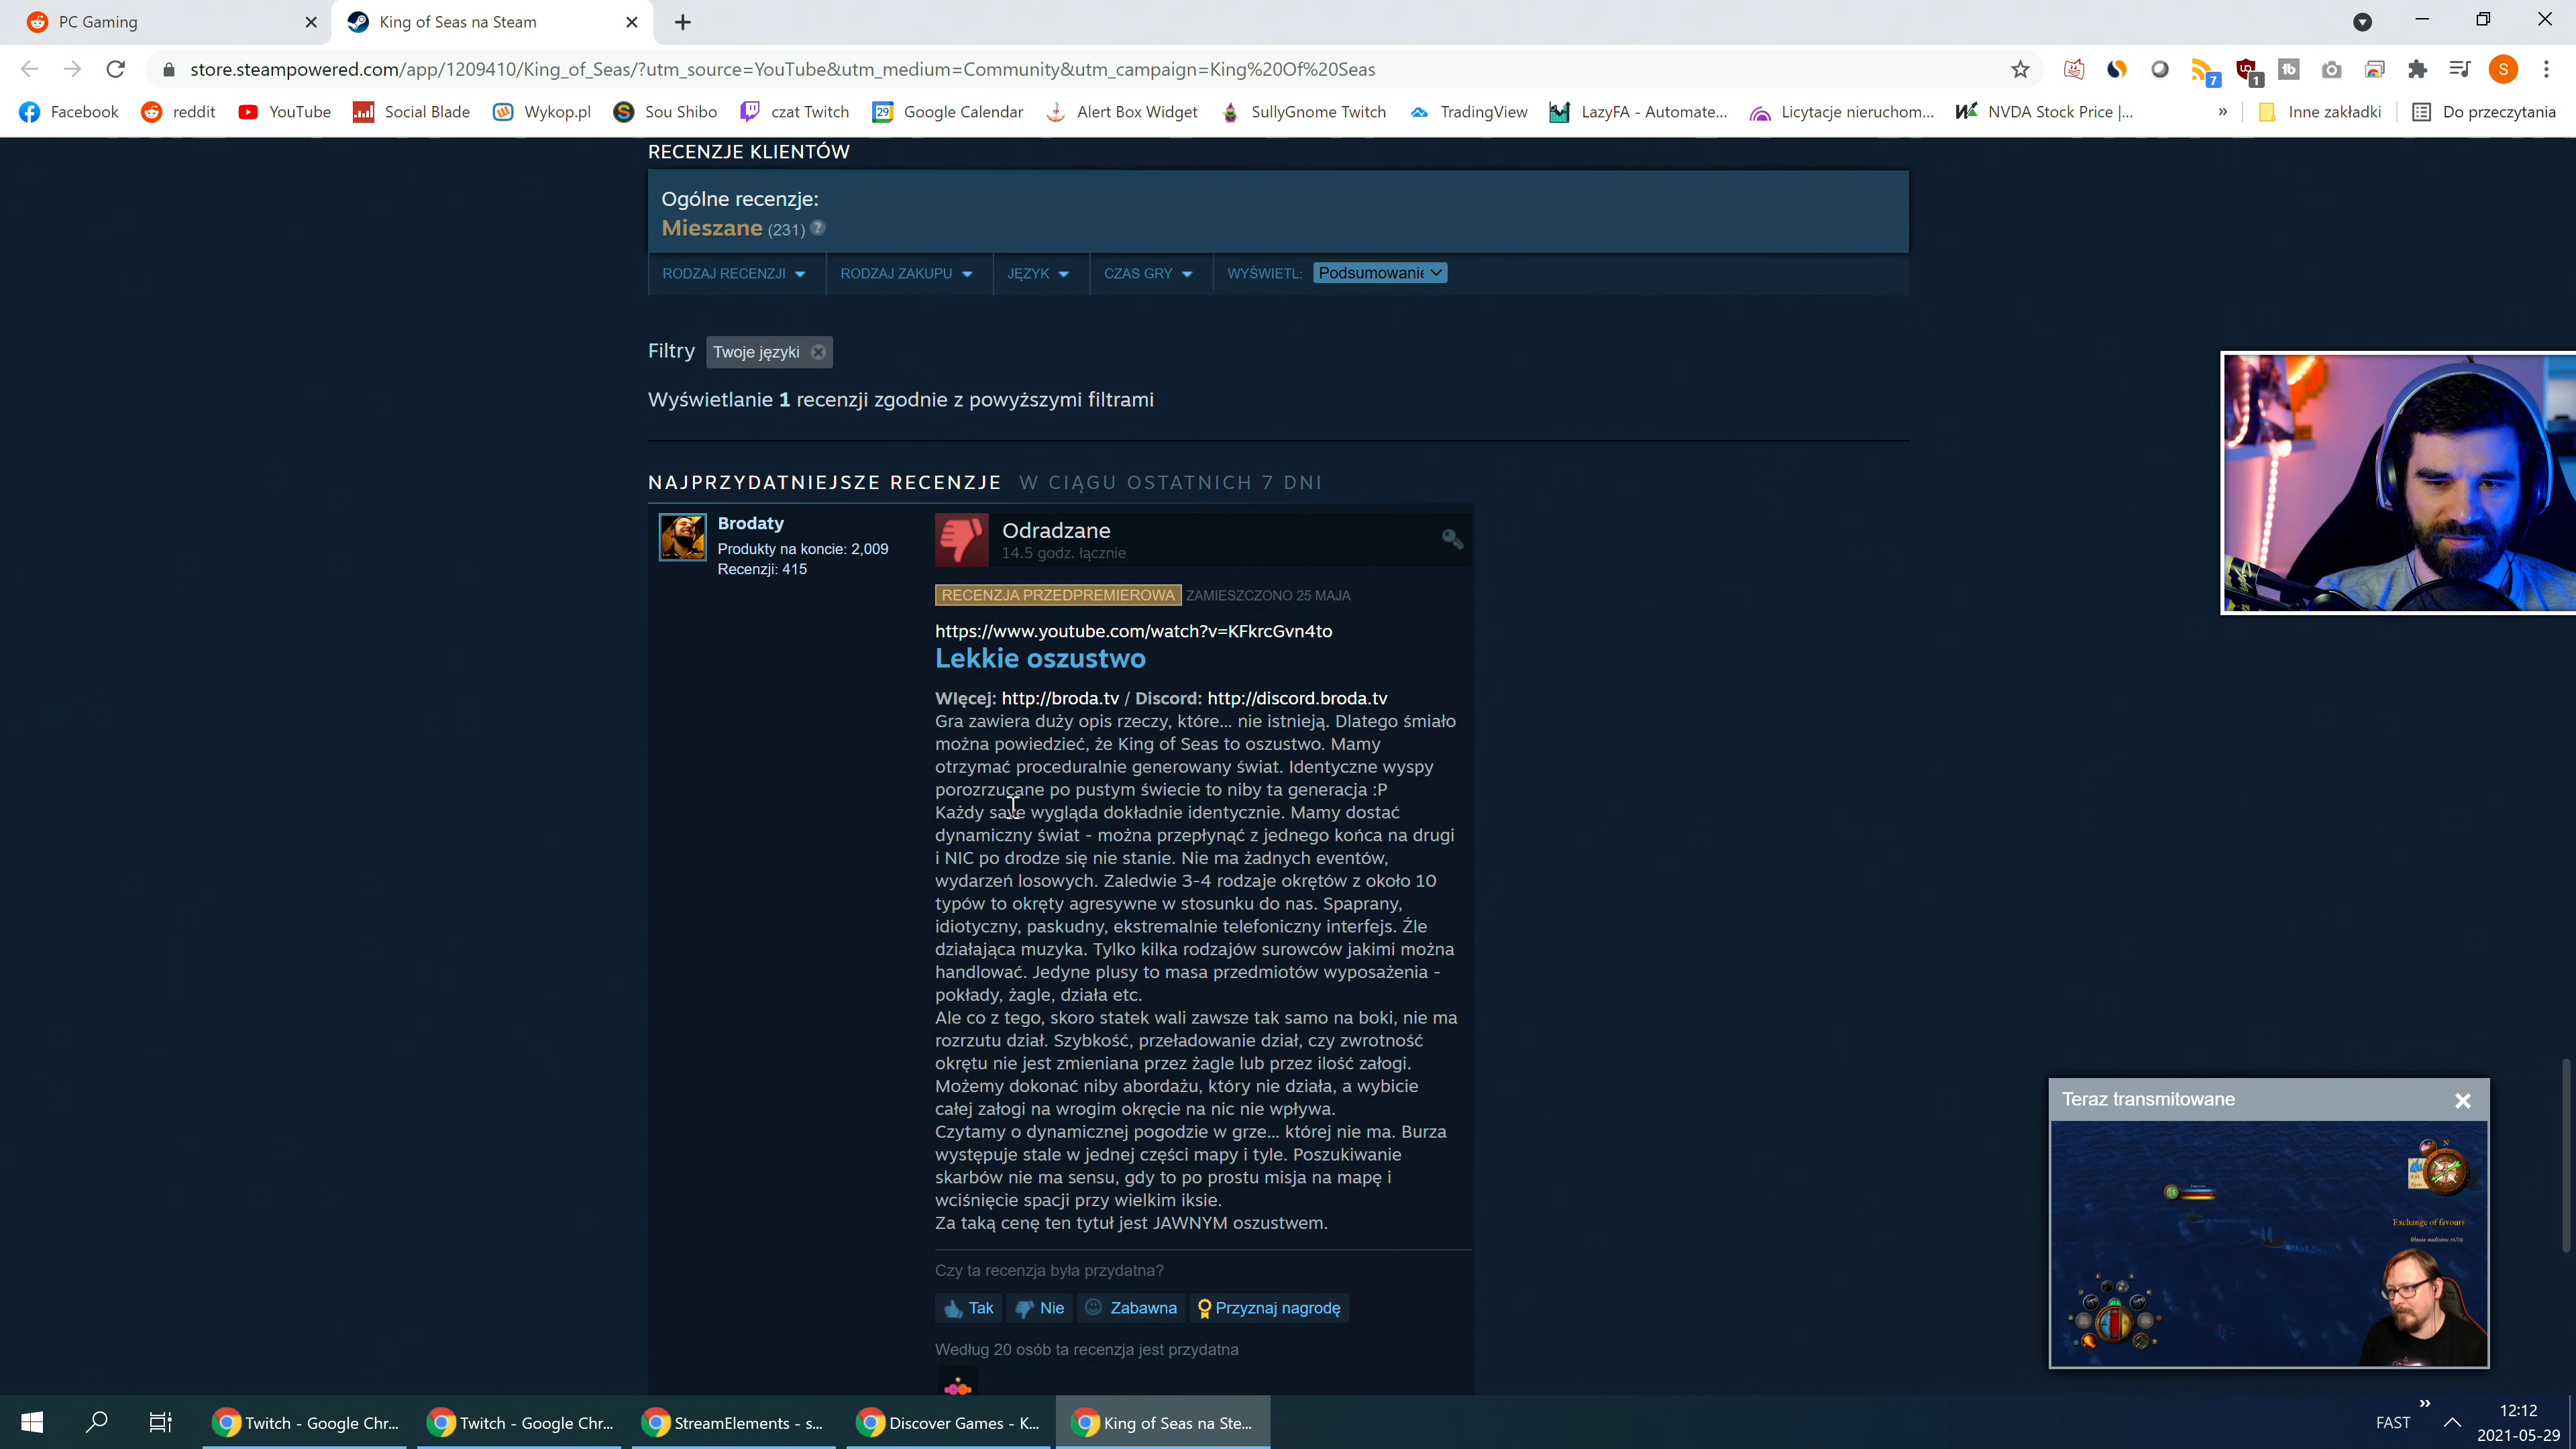 PC Gaming
King of Seas na Steam
store.steampowered.com/app/1209410/King_of_Seas/?utm_source=YouTube&utm_medium=Community&utm_campaign=King%20Of%20Seas
7
1
S
Facebook
reddit
YouTube
Social Blade
Wykop.pl
Sou Shibo
czat Twitch
29
Google Calendar
Alert Box Widget
SullyGnome Twitch
TradingView
LazyFA - Automate...
Licytacje nieruchom...
NVDA Stock Price |...
»
Inne zakładki
Do przeczytania
RECENZJE KLIENTÓW
Ogólne recenzje:
Mieszane (231) ?
RODZAJ RECENZJI
RODZAJ ZAKUPU
JĘZYK
CZAS GRY
WYŚWIETL:
Podsumowanie
Filtry
Twoje języki
Wyświetlanie 1 recenzji zgodnie z powyższymi filtrami
NAJPRZYDATNIEJSZE RECENZJE W CIĄGU OSTATNICH 7 DNI
Brodaty
Produkty na koncie: 2,009
Recenzji: 415
Odradzane
14.5 godz. łącznie
RECENZJA PRZEDPREMIEROWA ZAMIESZCZONO 25 MAJA
https://www.youtube.com/watch?v=KFkrcGvn4to
Lekkie oszustwo
WIęcej: http://broda.tv / Discord: http://discord.broda.tv
Gra zawiera duży opis rzeczy, które... nie istnieją. Dlatego śmiało
można powiedzieć, że King of Seas to oszustwo. Mamy
otrzymać proceduralnie generowany świat. Identyczne wyspy
porozrzucane po pustym świecie to niby ta generacja :P
Każdy save wygląda dokładnie identycznie. Mamy dostać
dynamiczny świat - można przepłynąć z jednego końca na drugi
i NIC po drodze się nie stanie. Nie ma żadnych eventów,
wydarzeń losowych. Zaledwie 3-4 rodzaje okrętów z około 10
typów to okręty agresywne w stosunku do nas. Spaprany,
idiotyczny, paskudny, ekstremalnie telefoniczny interfejs. Źle
działająca muzyka. Tylko kilka rodzajów surowców jakimi można
handlować. Jedyne plusy to masa przedmiotów wyposażenia -
pokłady, żagle, działa etc.
Ale co z tego, skoro statek wali zawsze tak samo na boki, nie ma
rozrzutu dział. Szybkość, przeładowanie dział, czy zwrotność
okrętu nie jest zmieniana przez żagle lub przez ilość załogi.
Możemy dokonać niby abordażu, który nie działa, a wybicie
całej załogi na wrogim okręcie na nic nie wpływa.
Czytamy o dynamicznej pogodzie w grze... której nie ma. Burza
występuje stale w jednej części mapy i tyle. Poszukiwanie
skarbów nie ma sensu, gdy to po prostu misja na mapę i
wciśnięcie spacji przy wielkim iksie.
Za taką cenę ten tytuł jest JAWNYM oszustwem.
Czy ta recenzja była przydatna?
Tak
Nie
Zabawna
Przyznaj nagrodę
Według 20 osób ta recenzja jest przydatna
Teraz transmitowane
N
Exchange of favours
Twitch - Google Chr...
Twitch - Google Chr...
StreamElements - s...
Discover Games - K...
King of Seas na Ste...
FAST
»
12:12
2021-05-29